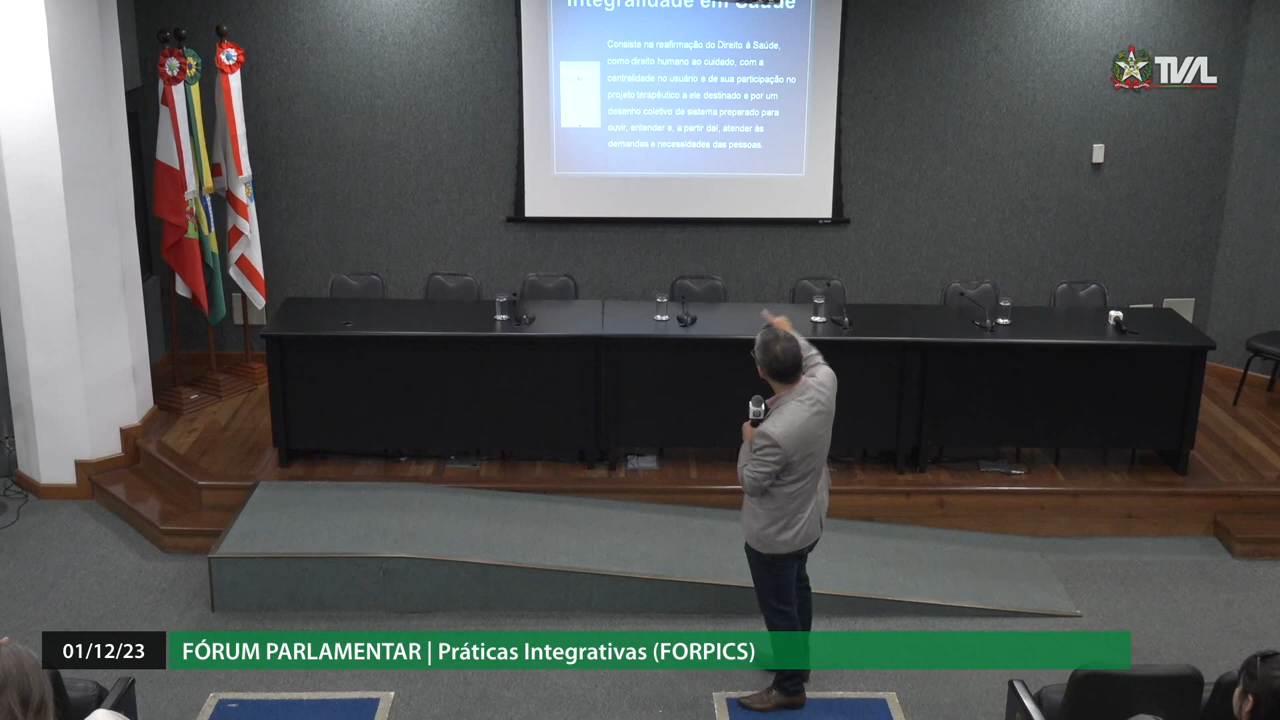 Integralidade em Saúde
Consiste na reafirmação do Direito à Saúde,
como direito humano ao cuidado, com a
centralidade no usuário e de sua participação no
projeto terapêutico a ele destinado e por um
desenho coletivo de sistema preparado para
ouvir, entender e, a partir daí, atender às
demandas e necessidades das pessoas
TVAL
01/12/23
FÓRUM PARLAMENTAR | Práticas Integrativas (FORPICS)